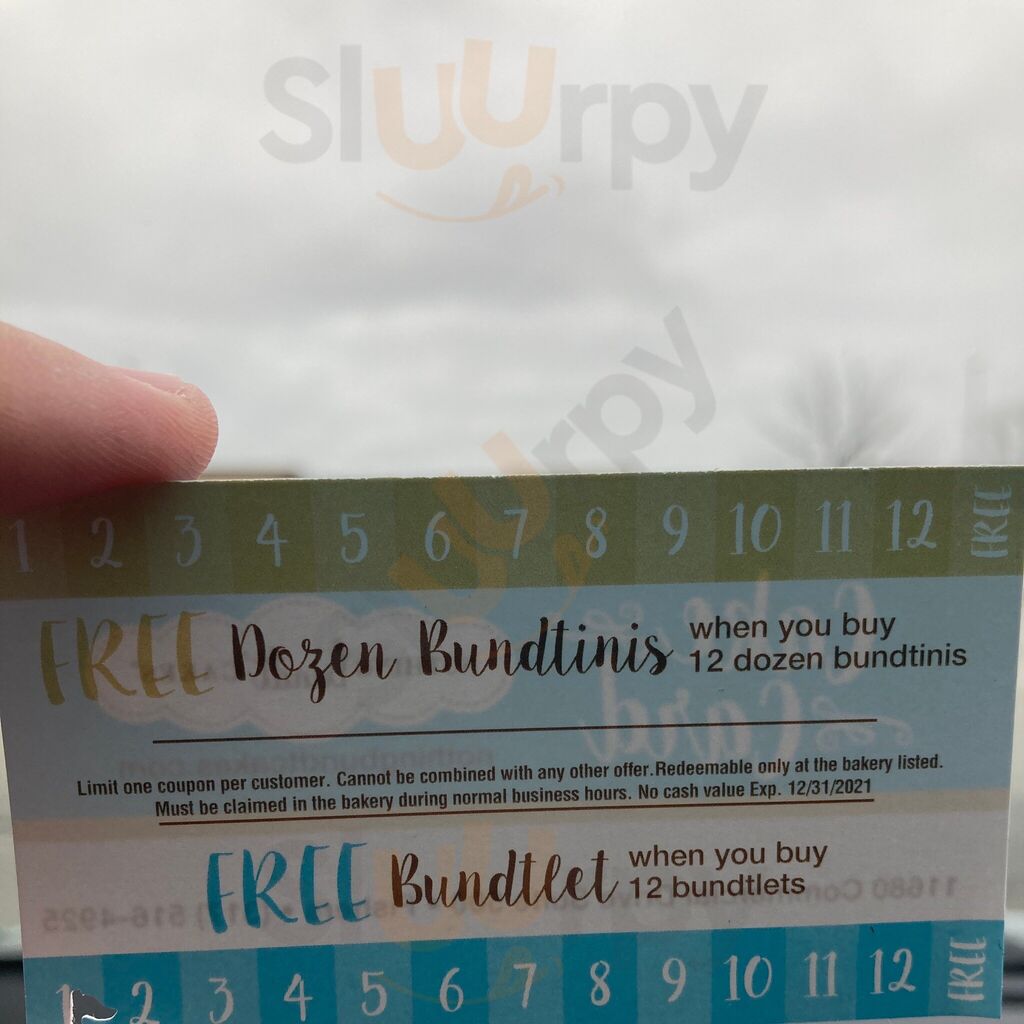 Sluurpy
Sluurpy
1 2 3 4 5 6 7 8 9 10 11 12 FREE
FREE Dozen Bundtinis when you buy
12 dozen bundtinis
Limit one coupon per customer. Cannot be combined with any other offer.Redeemable only at the bakery listed.
Must be claimed in the bakery during normal business hours. No cash value Exp. 12/31/2021
FREE Bundtlet when you buy
12 bundtlets
1 2 3 4 5 6 7 8 9 10 11 12 FREE